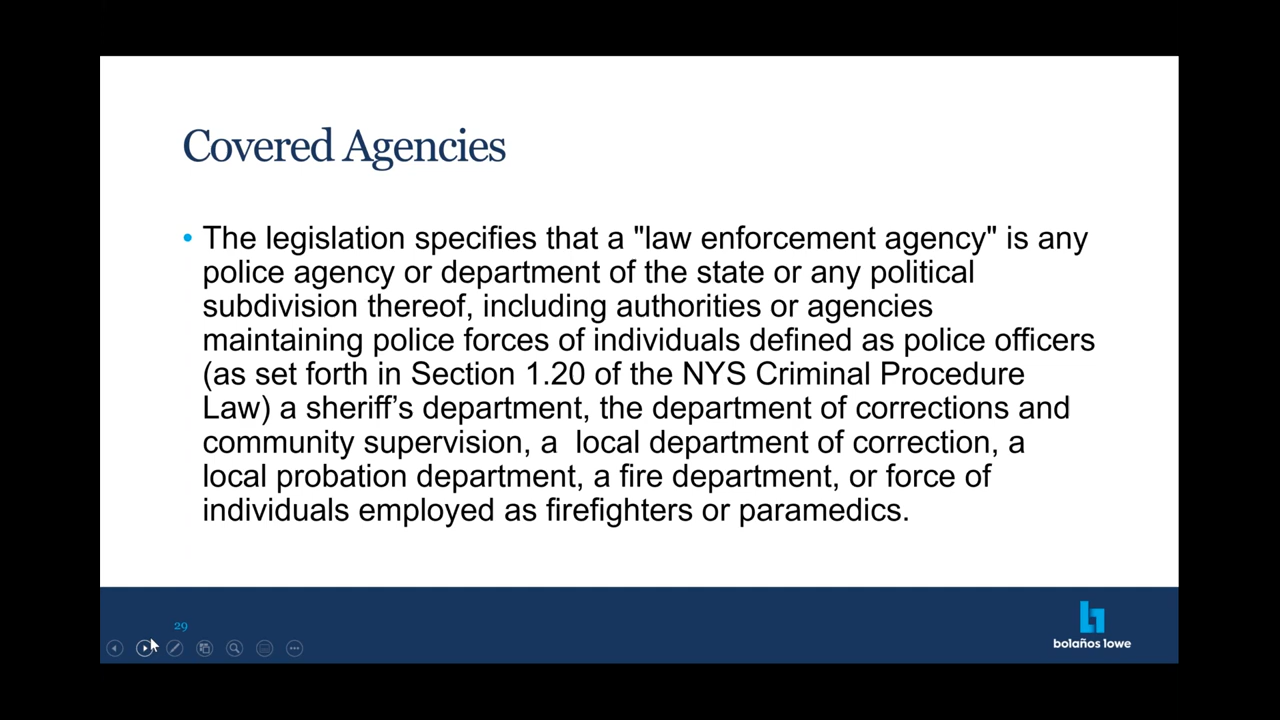 Covered Agencies
• The legislation specifies that a "law enforcement agency" is any
police agency or department of the state or any political
subdivision thereof, including authorities or agencies
maintaining police forces of individuals defined as police officers
(as set forth in Section 1.20 of the NYS Criminal Procedure
Law) a sheriff’s department, the department of corrections and
community supervision, a  local department of correction, a
local probation department, a fire department, or force of
individuals employed as firefighters or paramedics.
29
bolaños lowe